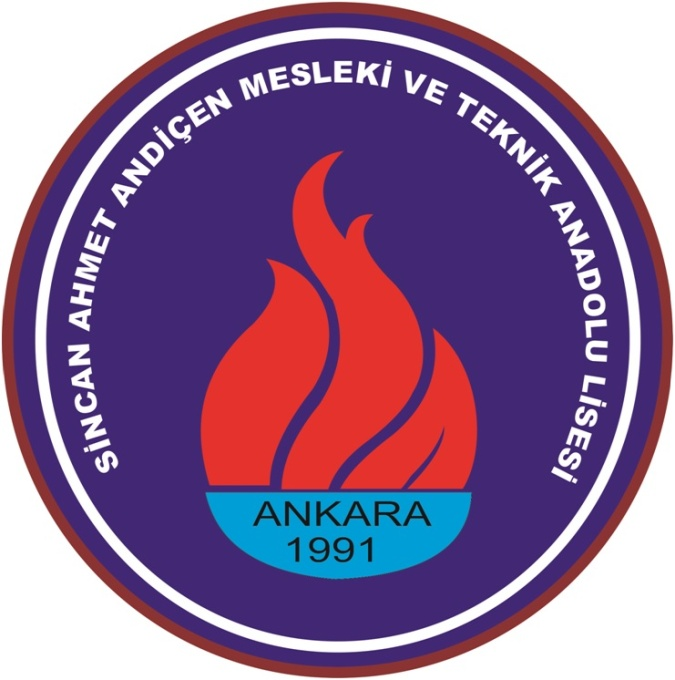 SİNCAN AHMET ANDİÇEN MESLEKİ VE TEKNİK ANADOLU LİSESİ
ANKARA
1991